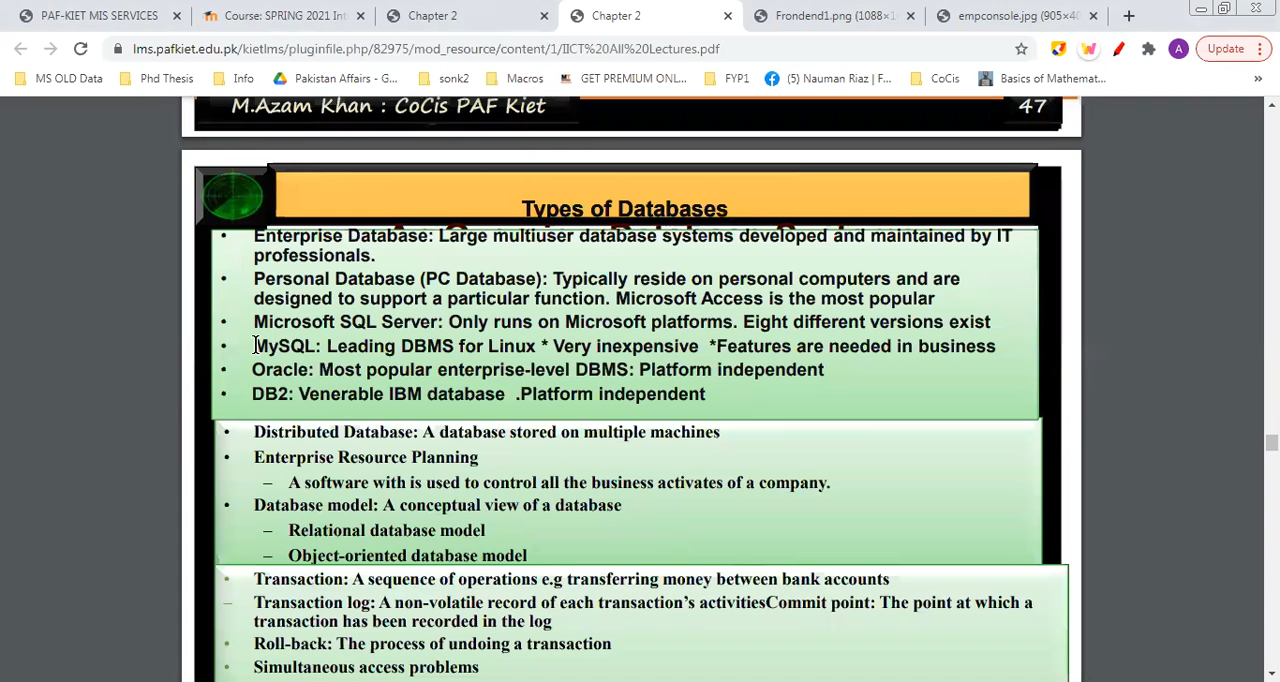 PAF-KIET MIS SERVICES
Course: SPRING 2021 Int
Chapter 2
Chapter 2
Frondend1.png (1088×1
empconsole.jpg (905×4
lms.pafkiet.edu.pk/kietlms/pluginfile.php/82975/mod_resource/content/1/IICT%20All%20Lectures.pdf
A
Update
MS OLD Data
Phd Thesis
Info
Pakistan Affairs - G...
sonk2
Macros
GET PREMIUM ONL...
FYP1
(5) Nauman Riaz | F...
CoCis
Basics of Mathemat...
»
M.Azam Khan : CoCis PAF Kiet
47
Types of Databases
• Enterprise Database: Large multiuser database systems developed and maintained by IT
professionals.
• Personal Database (PC Database): Typically reside on personal computers and are
designed to support a particular function. Microsoft Access is the most popular
• Microsoft SQL Server: Only runs on Microsoft platforms. Eight different versions exist
• MySQL: Leading DBMS for Linux * Very inexpensive *Features are needed in business
• Oracle: Most popular enterprise-level DBMS: Platform independent
• DB2: Venerable IBM database .Platform independent
• Distributed Database: A database stored on multiple machines
• Enterprise Resource Planning
– A software with is used to control all the business activates of a company.
• Database model: A conceptual view of a database
– Relational database model
– Object-oriented database model
• Transaction: A sequence of operations e.g transferring money between bank accounts
– Transaction log: A non-volatile record of each transaction's activitiesCommit point: The point at which a
transaction has been recorded in the log
• Roll-back: The process of undoing a transaction
• Simultaneous access problems